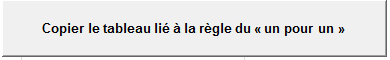 Copier le tableau lié à la règle du « un pour un »